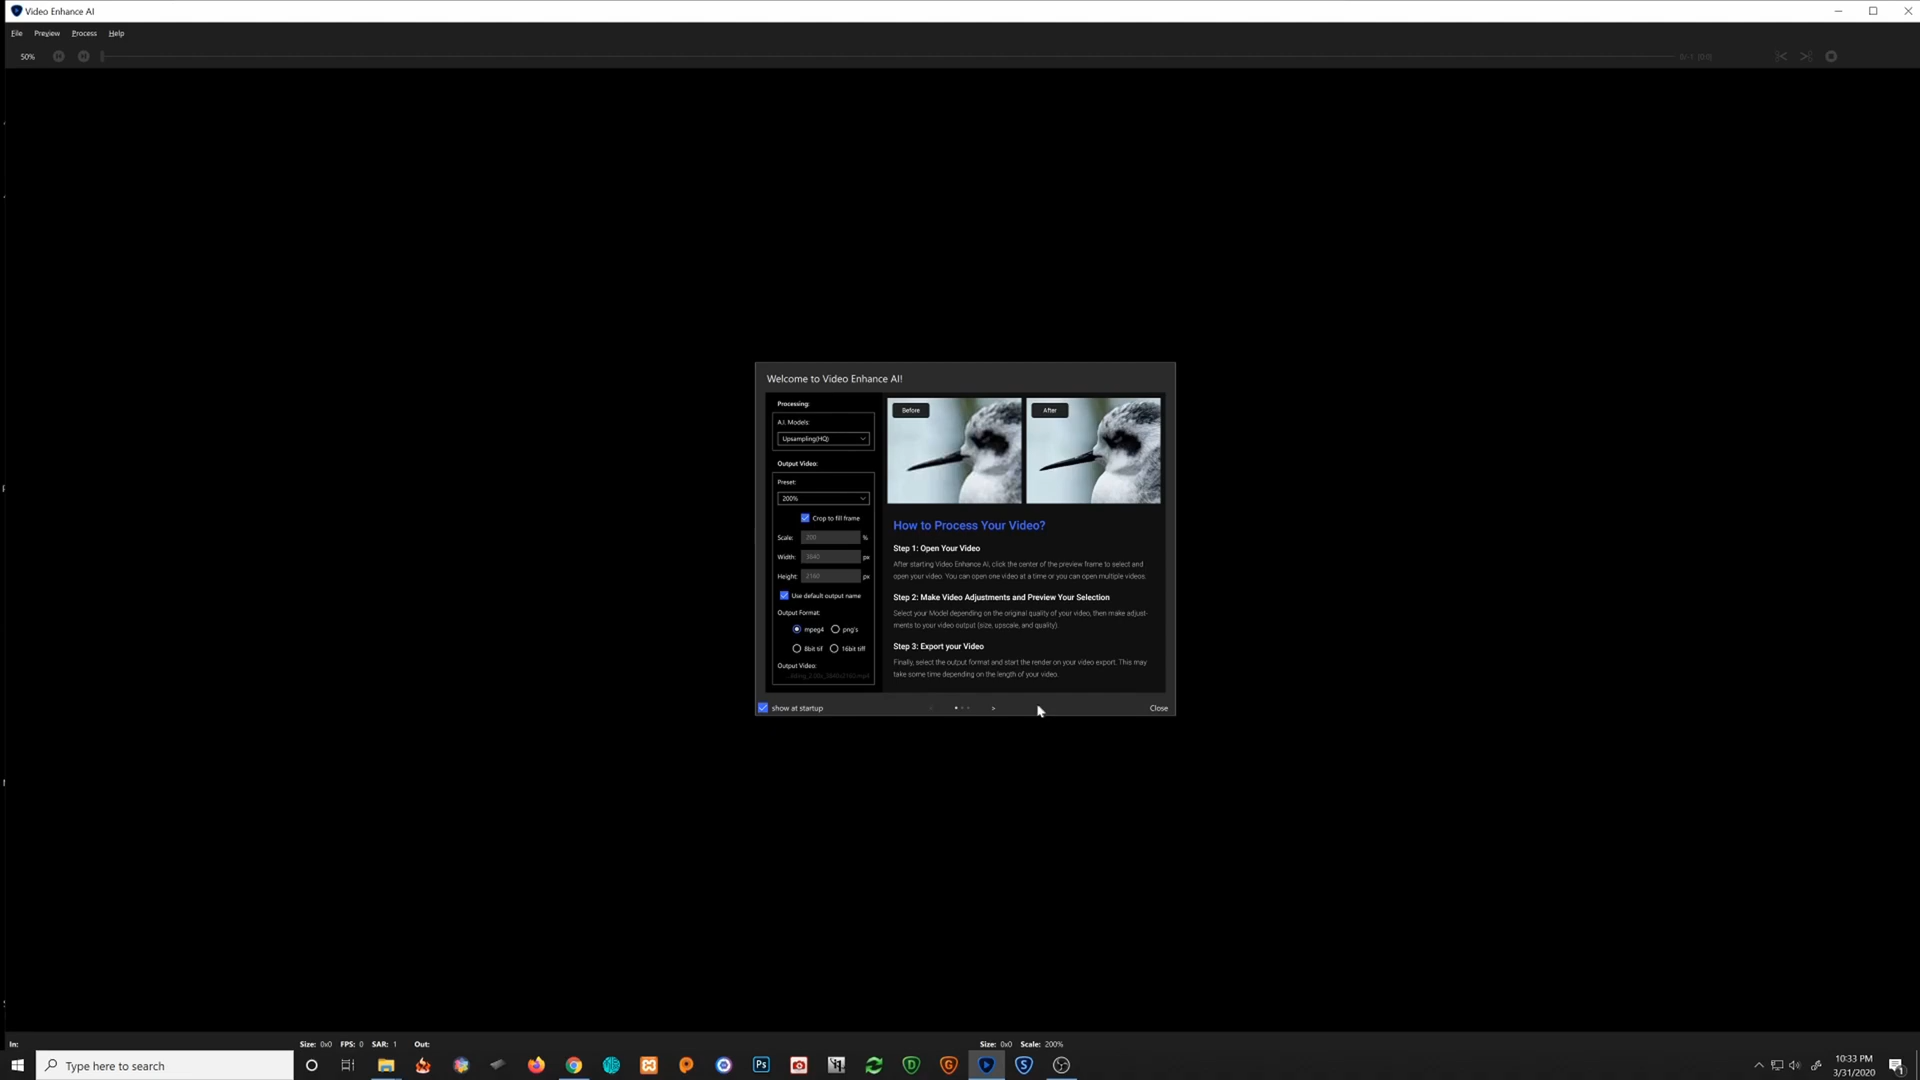 Video Enhance AI
File Preview Process Help
50%
0/-1 [0:0]
Welcome to Video Enhance AI!
Processing:
A.I. Models:
Upsampling(HQ)
Output Video:
Preset:
200%
Crop to fill frame
Scale: 200 %
Width: 3840 px
Height: 2160 px
Use default output name
Output Format:
mpeg4 png's
8bit tif 16bit tiff
Output Video:
Before
After
How to Process Your Video?
Step 1: Open Your Video
After starting Video Enhance AI, click the center of the preview frame to select and
open your video. You can open one video at a time or you can open multiple videos.
Step 2: Make Video Adjustments and Preview Your Selection
Select your Model depending on the original quality of your video, then make adjust-
ments to your video output (size, upscale, and quality).
Step 3: Export your Video
Finally, select the output format and start the render on your video export. This may
take some time depending on the length of your video.
show at startup > Close
In: Size: 0x0 FPS: 0 SAR: 1 Out: Size: 0x0 Scale: 200%
Type here to search
Ps
D
G
S
10:33 PM
3/31/2020
1